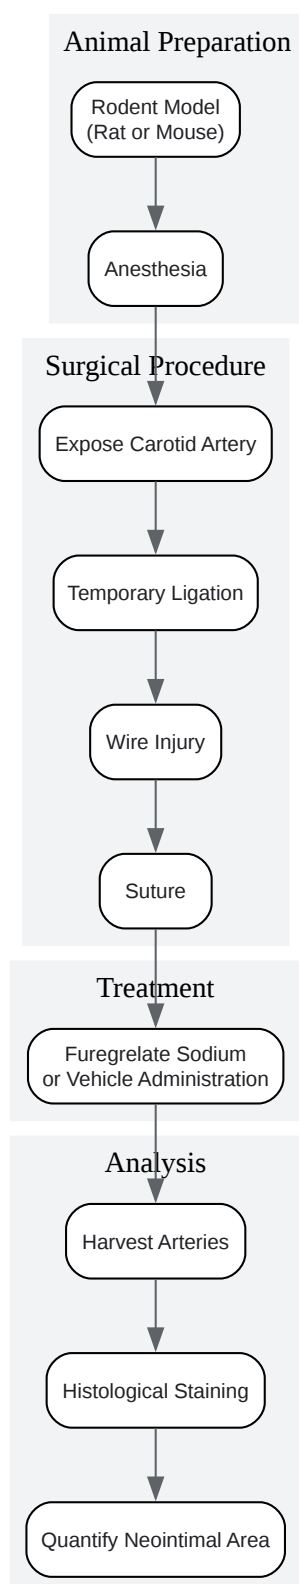 Animal Preparation
Rodent Model
(Rat or Mouse)
Anesthesia
Surgical Procedure
Expose Carotid Artery
Temporary Ligation
Wire Injury
Suture
Treatment
Furegrelate Sodium
or Vehicle Administration
Analysis
Harvest Arteries
Histological Staining
Quantify Neointimal Area